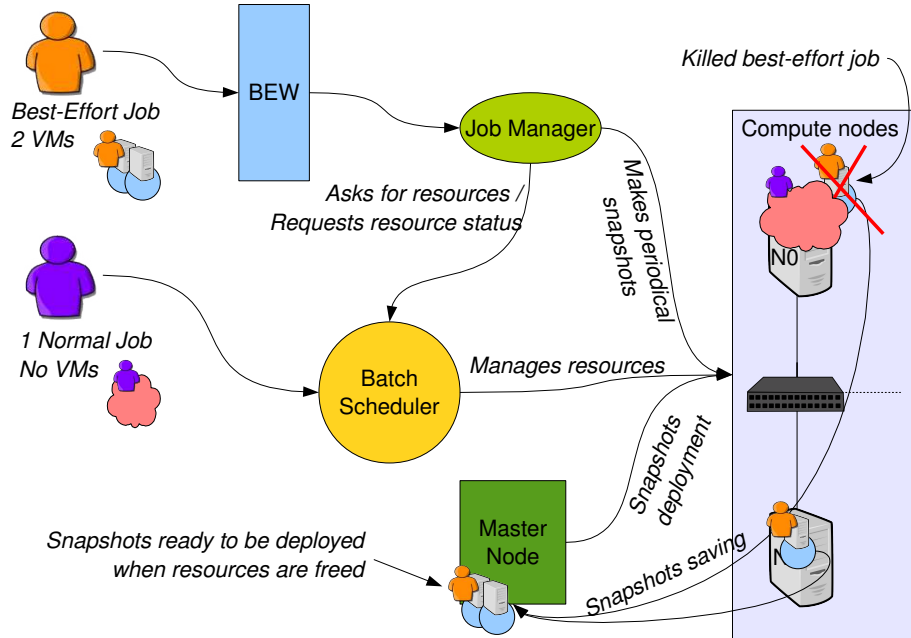 Killed best-effort job
BEW
Best-Effort Job
2 VMs
Job Manager
Compute nodes
Asks for resources /
Requests resource status
Makes periodical
snapshots
N0
1 Normal Job
No VMs
Batch
Scheduler
Manages resources
Snapshots
deployment
Master
Node
Snapshots ready to be deployed
when resources are freed
Snapshots saving